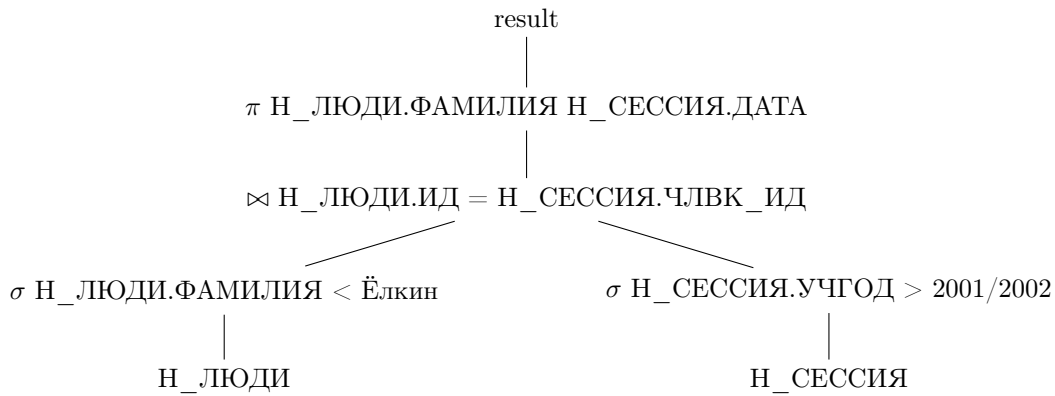 result
π Н_ЛЮДИ.ФАМИЛИЯ Н_СЕССИЯ.ДАТА
⋈ Н_ЛЮДИ.ИД = Н_СЕССИЯ.ЧЛВК_ИД
σ Н_ЛЮДИ.ФАМИЛИЯ < Ёлкин
σ Н_СЕССИЯ.УЧГОД > 2001/2002
Н_ЛЮДИ
Н_СЕССИЯ